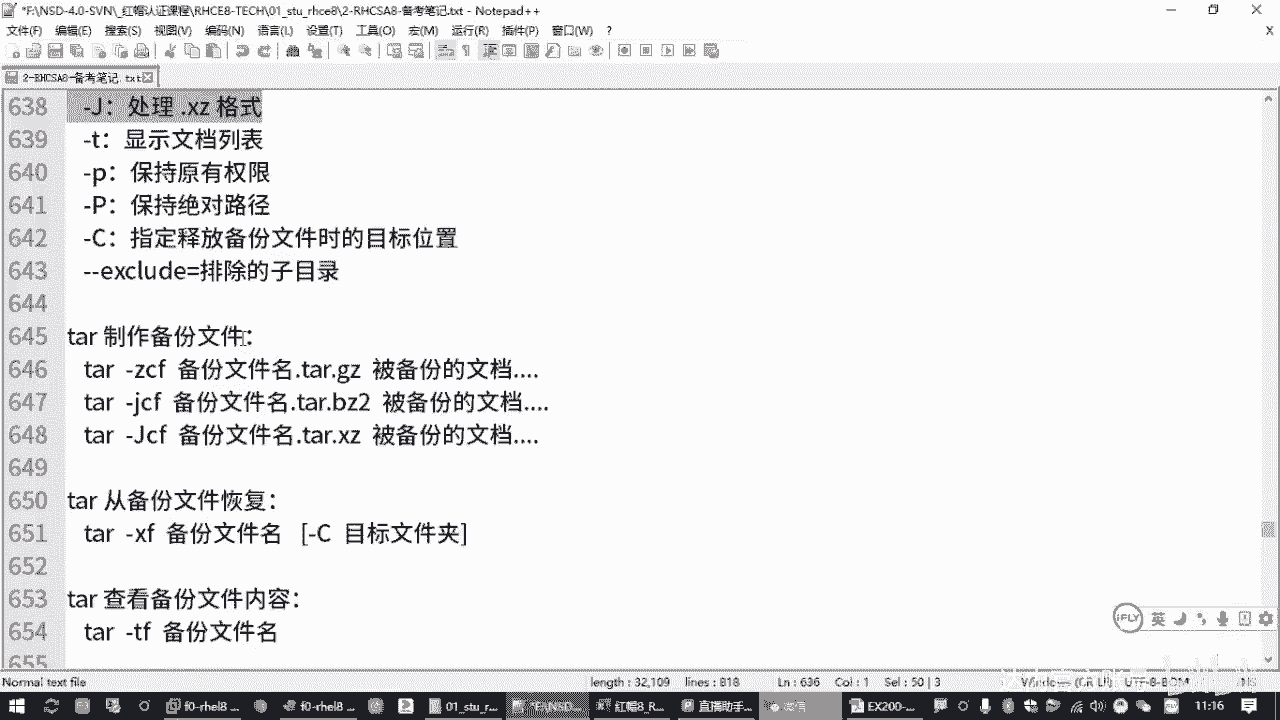 *F:\NSD-4.0-SVN\_红帽认证课程\RHCE8-TECH\01_stu_rhce8\2-RHCSA8-备考笔记.txt - Notepad++
文件(F) 编辑(E) 搜索(S) 视图(V) 编码(N) 语言(L) 设置(T) 工具(O) 宏(M) 运行(R) 插件(P) 窗口(W) ? X
2-RHCSA8-备考笔记.txt
638 -J：处理 .xz 格式
639 -t：显示文档列表
640 -p：保持原有权限
641 -P：保持绝对路径
642 -C：指定释放备份文件时的目标位置
643 --exclude=排除的子目录
644
645 tar 制作备份文件：
646 tar -zcf 备份文件名.tar.gz 被备份的文档....
647 tar -jcf 备份文件名.tar.bz2 被备份的文档....
648 tar -Jcf 备份文件名.tar.xz 被备份的文档....
649
650 tar 从备份文件恢复：
651 tar -xf 备份文件名 [-C 目标文件夹]
652
653 tar 查看备份文件内容：
654 tar -tf 备份文件名
655
iFLY 英
Normal text file length : 32,109 lines : 818 Ln : 636 Col : 1 Sel : 50 | 3 Windows (CR LF) UTF-8-BOM INS
f0-rhel8 ... f0-rhel8 ... 01_stu_r... *F:\NSD... 红帽8 R... 直播助手... EX200-... 11:16